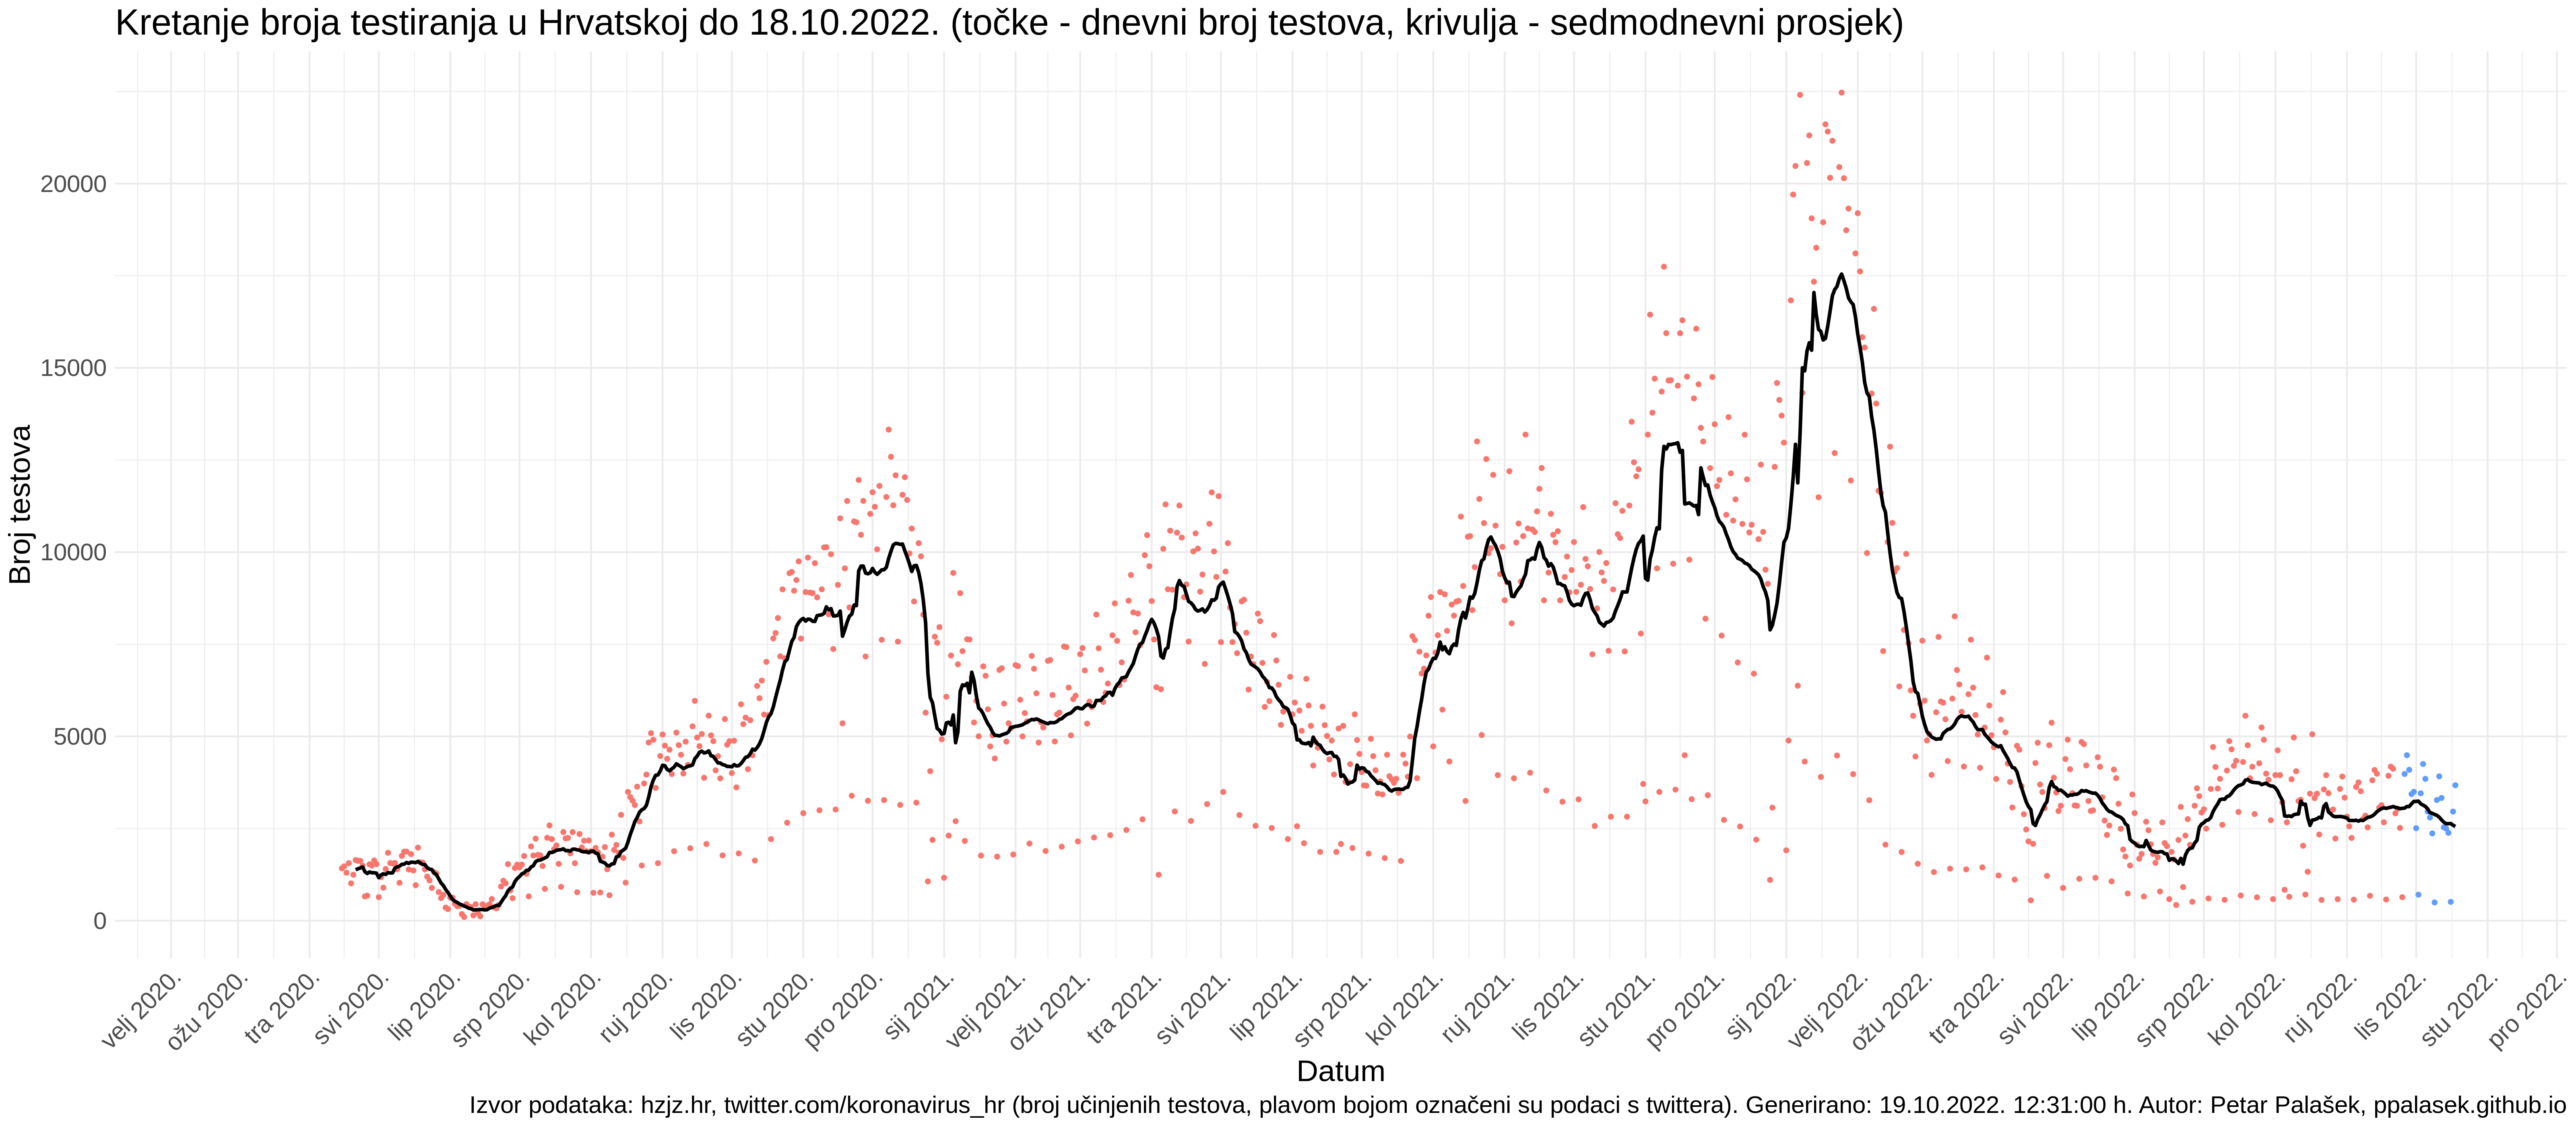 Kretanje broja testiranja u Hrvatskoj do 18.10.2022. (točke - dnevni broj testova, krivulja - sedmodnevni prosjek)
Broj testova
20000
15000
10000
5000
0
velj 2020.
ožu 2020.
tra 2020.
svi 2020.
lip 2020.
srp 2020.
kol 2020.
ruj 2020.
lis 2020.
stu 2020.
pro 2020.
sij 2021.
velj 2021.
ožu 2021.
tra 2021.
svi 2021.
lip 2021.
srp 2021.
kol 2021.
ruj 2021.
lis 2021.
stu 2021.
pro 2021.
sij 2022.
velj 2022.
ožu 2022.
tra 2022.
svi 2022.
lip 2022.
srp 2022.
kol 2022.
ruj 2022.
lis 2022.
stu 2022.
pro 2022.
Datum
Izvor podataka: hzjz.hr, twitter.com/koronavirus_hr (broj učinjenih testova, plavom bojom označeni su podaci s twittera). Generirano: 19.10.2022. 12:31:00 h. Autor: Petar Palašek, ppalasek.github.io